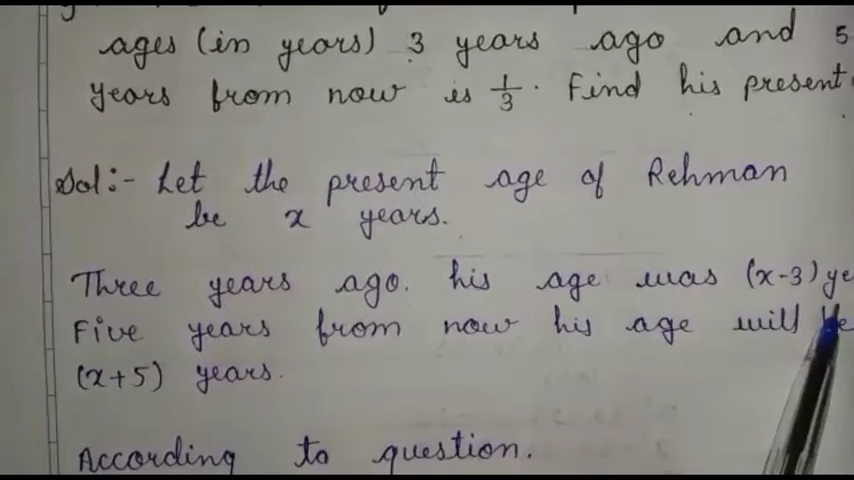 ages (in years) 3 years ago and 5
years from now is 1/3. Find his present
Sol:- Let the present age of Rehman
be x years.
Three years ago. his age was (x-3) ye
Five years from now his age will be
(x+5) years.
According to question.